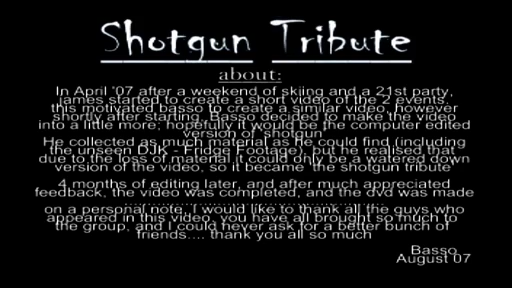 Shotgun Tribute
about:
In April '07 after a weekend of skiing and a 21st party,
james started to create a short video of the 2 events,
this motivated basso to create a similar video, however
shortly after starting, Basso decided to make the video
into a little more; hopefully it would be the computer edited
version of 'shotgun'
He collected as much material as he could find (including
the unseen DJK - Fridge Footage), but he realised that
due to the loss of material it could only be a watered down
version of the video, so it became 'the shotgun tribute'
4 months of editing later, and after much appreciated
feedback, the video was completed, and the dvd was made
on a personal note, I would like to thank all the guys who
appeared in this video, you have all brought so much to
the group, and I could never ask for a better bunch of
friends.... thank you all so much
Basso
August 07